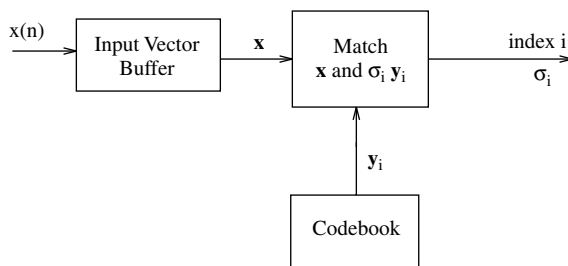 x(n)
Input Vector
Buffer
x
Match
x and σᵢ yᵢ
index i
σᵢ
yᵢ
Codebook